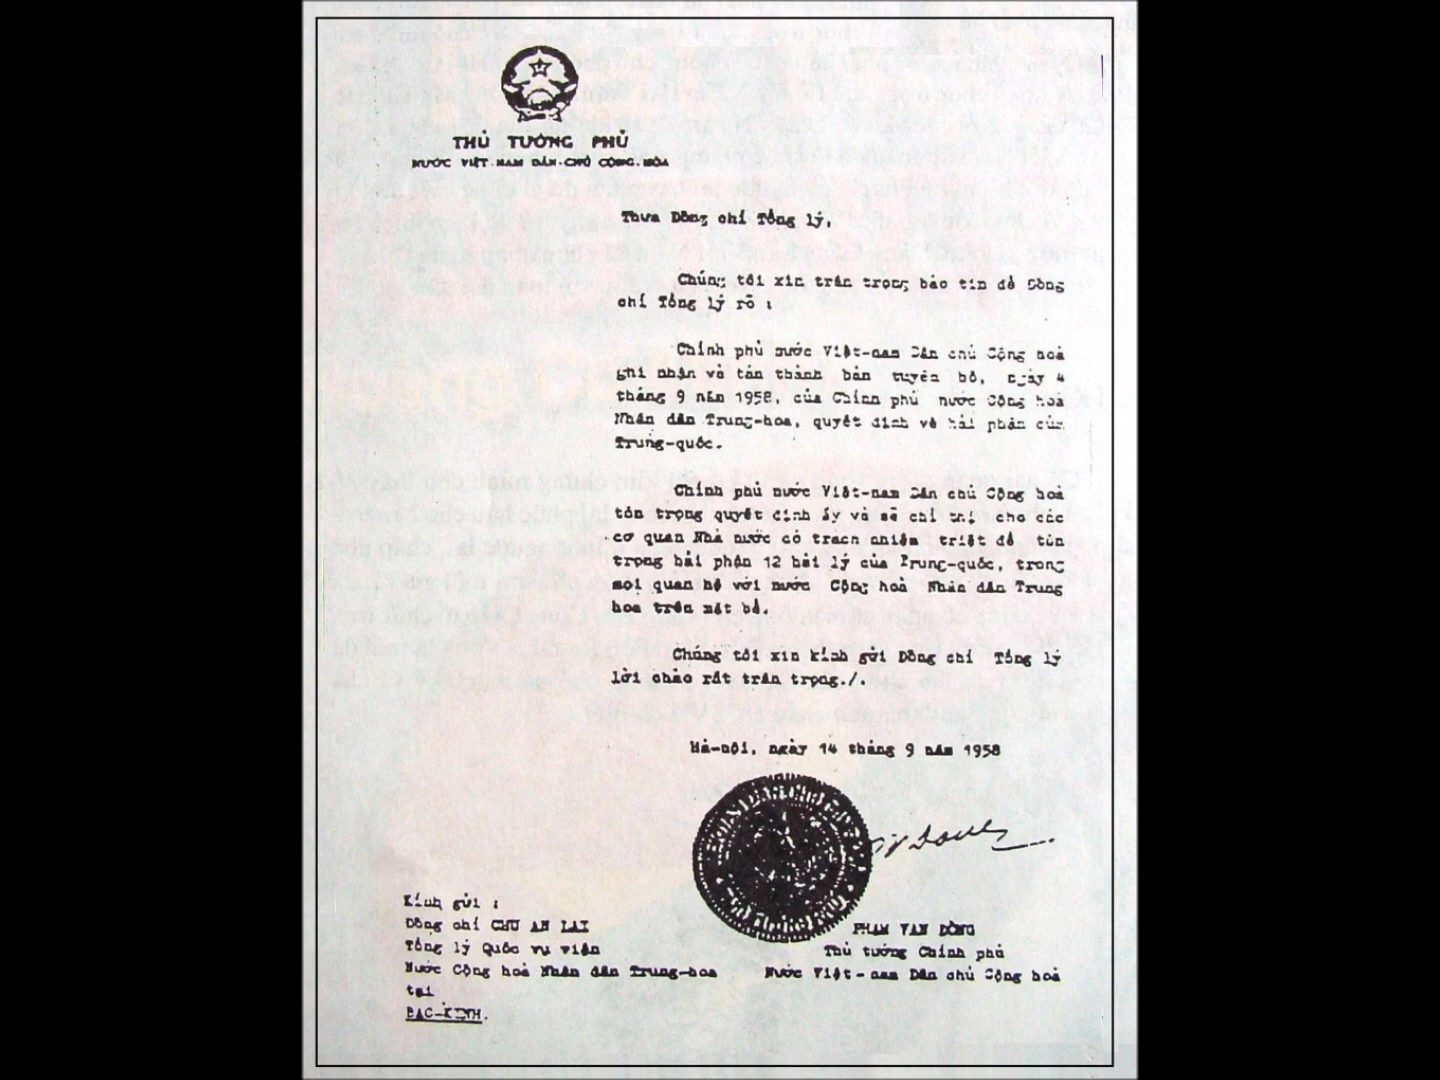 THỦ TƯỚNG PHỦ
NƯỚC VIỆT-NAM DÂN-CHỦ CỘNG-HÒA
Thưa Đồng chí Tổng lý,
Chúng tôi xin trân trọng báo tin để Đồng
chí Tổng lý rõ :
Chính phủ nước Việt-nam Dân chủ Cộng hoà
ghi nhận và tán thành bản tuyên bố, ngày 4
tháng 9 năm 1958, của Chính phủ nước Cộng hoà
Nhân dân Trung-hoa, quyết định về hải phận của
Trung-quốc.
Chính phủ nước Việt-nam Dân chủ Cộng hoà
tôn trọng quyết định ấy và sẽ chỉ thị cho các
cơ quan Nhà nước có trách nhiệm triệt để tôn
trọng hải phận 12 hải lý của Trung-quốc, trong
mọi quan hệ với nước Cộng hoà Nhân dân Trung
hoa trên mặt bể.
Chúng tôi xin kính gửi Đồng chí Tổng lý
lời chào rất trân trọng./.
Hà-nội, ngày 14 tháng 9 năm 1958
Kính gửi :
Đồng chí CHU AN LAI
Tổng lý Quốc vụ viện
Nước Cộng hoà Nhân dân Trung-hoa
tại
BẮC-KINH.
PHẠM VĂN ĐỒNG
Thủ tướng Chính phủ
Nước Việt-nam Dân chủ Cộng hoà